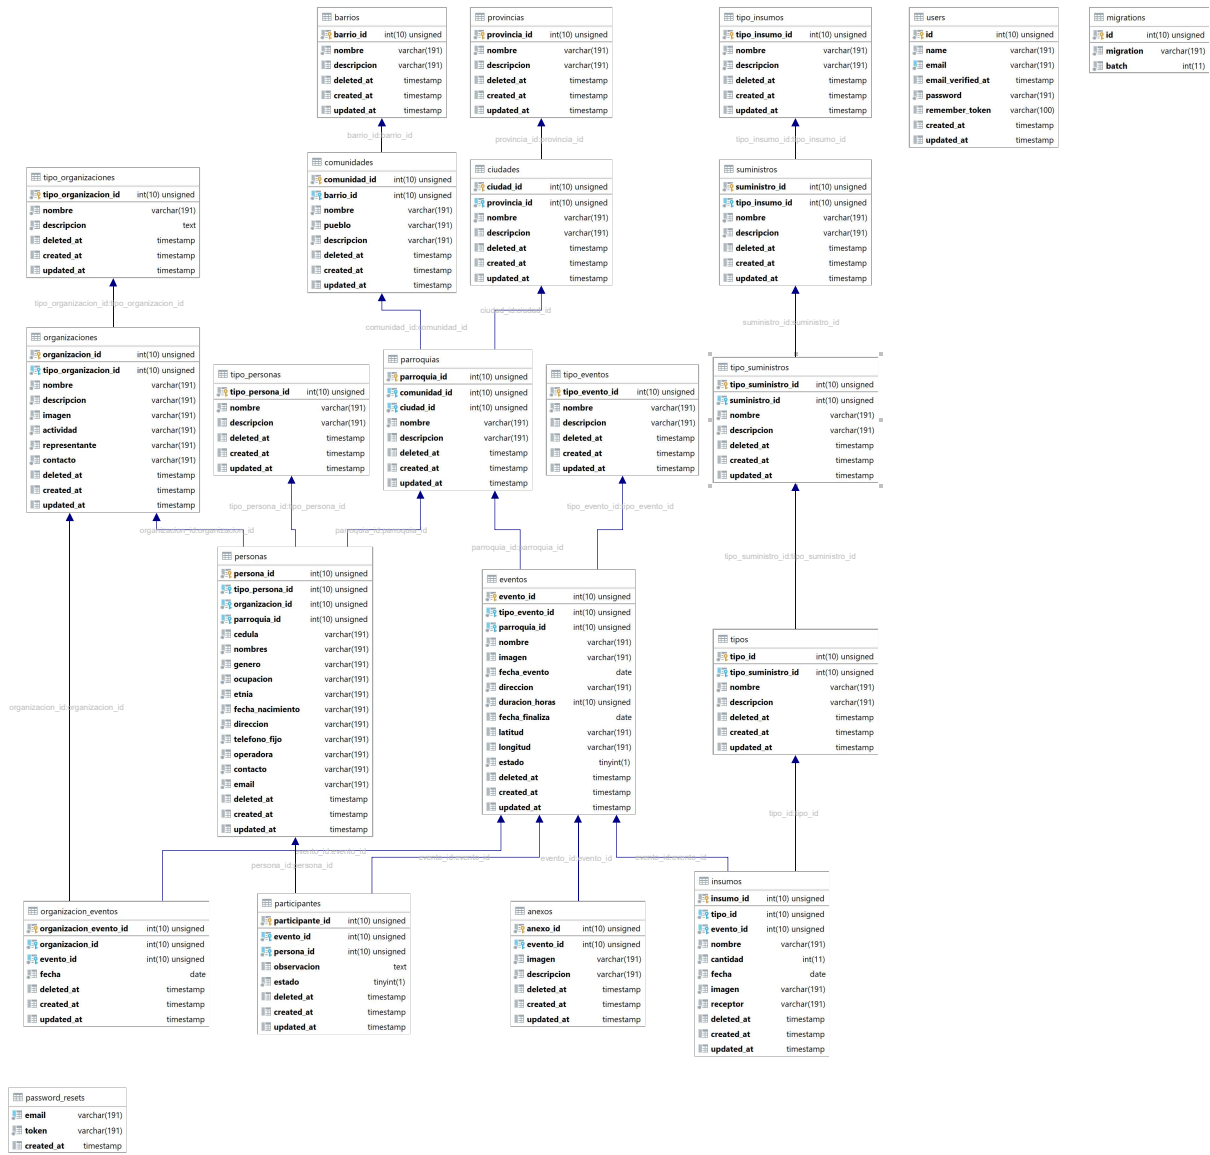 barrios
barrio_id int(10) unsigned
nombre varchar(191)
descripcion varchar(191)
deleted_at timestamp
created_at timestamp
updated_at timestamp
provincias
provincia_id int(10) unsigned
nombre varchar(191)
descripcion varchar(191)
deleted_at timestamp
created_at timestamp
updated_at timestamp
tipo_insumos
tipo_insumo_id int(10) unsigned
nombre varchar(191)
descripcion varchar(191)
deleted_at timestamp
created_at timestamp
updated_at timestamp
users
id int(10) unsigned
name varchar(191)
email varchar(191)
email_verified_at timestamp
password varchar(191)
remember_token varchar(100)
created_at timestamp
updated_at timestamp
migrations
id int(10) unsigned
migration varchar(191)
batch int(11)
barrio_id:barrio_id
provincia_id:provincia_id
tipo_insumo_id:tipo_insumo_id
tipo_organizaciones
tipo_organizacion_id int(10) unsigned
nombre varchar(191)
descripcion text
deleted_at timestamp
created_at timestamp
updated_at timestamp
comunidades
comunidad_id int(10) unsigned
barrio_id int(10) unsigned
nombre varchar(191)
pueblo varchar(191)
descripcion varchar(191)
deleted_at timestamp
created_at timestamp
updated_at timestamp
ciudades
ciudad_id int(10) unsigned
provincia_id int(10) unsigned
nombre varchar(191)
descripcion varchar(191)
deleted_at timestamp
created_at timestamp
updated_at timestamp
suministros
suministro_id int(10) unsigned
tipo_insumo_id int(10) unsigned
nombre varchar(191)
descripcion varchar(191)
deleted_at timestamp
created_at timestamp
updated_at timestamp
tipo_organizacion_id:tipo_organizacion_id
comunidad_id:comunidad_id
ciudad_id:ciudad_id
suministro_id:suministro_id
organizaciones
organizacion_id int(10) unsigned
tipo_organizacion_id int(10) unsigned
nombre varchar(191)
descripcion varchar(191)
imagen varchar(191)
actividad varchar(191)
representante varchar(191)
contacto varchar(191)
deleted_at timestamp
created_at timestamp
updated_at timestamp
tipo_personas
tipo_persona_id int(10) unsigned
nombre varchar(191)
descripcion varchar(191)
deleted_at timestamp
created_at timestamp
updated_at timestamp
parroquias
parroquia_id int(10) unsigned
comunidad_id int(10) unsigned
ciudad_id int(10) unsigned
nombre varchar(191)
descripcion varchar(191)
deleted_at timestamp
created_at timestamp
updated_at timestamp
tipo_eventos
tipo_evento_id int(10) unsigned
nombre varchar(191)
descripcion varchar(191)
deleted_at timestamp
created_at timestamp
updated_at timestamp
tipo_suministros
tipo_suministro_id int(10) unsigned
suministro_id int(10) unsigned
nombre varchar(191)
descripcion varchar(191)
deleted_at timestamp
created_at timestamp
updated_at timestamp
organizacion_id:organizacion_id
tipo_persona_id:tipo_persona_id
parroquia_id:parroquia_id
parroquia_id:parroquia_id
tipo_evento_id:tipo_evento_id
tipo_suministro_id:tipo_suministro_id
personas
persona_id int(10) unsigned
tipo_persona_id int(10) unsigned
organizacion_id int(10) unsigned
parroquia_id int(10) unsigned
cedula varchar(191)
nombres varchar(191)
genero varchar(191)
ocupacion varchar(191)
etnia varchar(191)
fecha_nacimiento varchar(191)
direccion varchar(191)
telefono_fijo varchar(191)
operadora varchar(191)
contacto varchar(191)
email varchar(191)
deleted_at timestamp
created_at timestamp
updated_at timestamp
eventos
evento_id int(10) unsigned
tipo_evento_id int(10) unsigned
parroquia_id int(10) unsigned
nombre varchar(191)
imagen varchar(191)
fecha_evento date
direccion varchar(191)
duracion_horas int(10) unsigned
fecha_finaliza date
latitud varchar(191)
longitud varchar(191)
estado tinyint(1)
deleted_at timestamp
created_at timestamp
updated_at timestamp
tipos
tipo_id int(10) unsigned
tipo_suministro_id int(10) unsigned
nombre varchar(191)
descripcion varchar(191)
deleted_at timestamp
created_at timestamp
updated_at timestamp
organizacion_id:organizacion_id
tipo_id:tipo_id
evento_id:evento_id
persona_id:persona_id
evento_id:evento_id
evento_id:evento_id
evento_id:evento_id
organizacion_eventos
organizacion_evento_id int(10) unsigned
organizacion_id int(10) unsigned
evento_id int(10) unsigned
fecha date
deleted_at timestamp
created_at timestamp
updated_at timestamp
participantes
participante_id int(10) unsigned
evento_id int(10) unsigned
persona_id int(10) unsigned
observacion text
estado tinyint(1)
deleted_at timestamp
created_at timestamp
updated_at timestamp
anexos
anexo_id int(10) unsigned
evento_id int(10) unsigned
imagen varchar(191)
descripcion varchar(191)
deleted_at timestamp
created_at timestamp
updated_at timestamp
insumos
insumo_id int(10) unsigned
tipo_id int(10) unsigned
evento_id int(10) unsigned
nombre varchar(191)
cantidad int(11)
fecha date
imagen varchar(191)
receptor varchar(191)
deleted_at timestamp
created_at timestamp
updated_at timestamp
password_resets
email varchar(191)
token varchar(191)
created_at timestamp